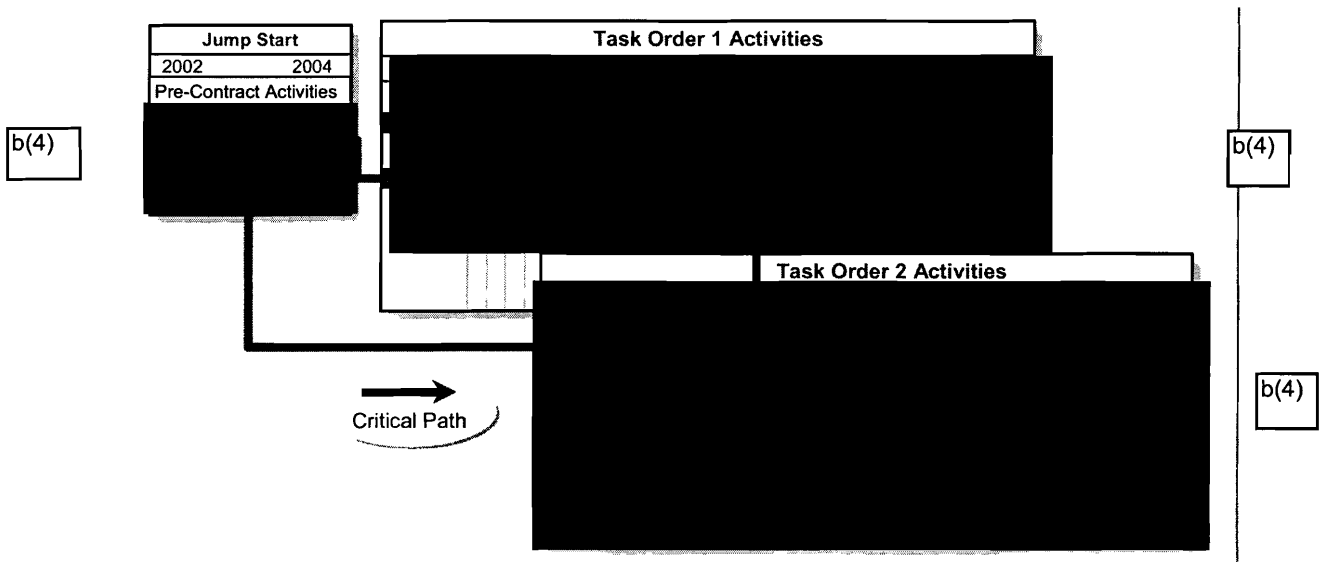 Jump Start
2002 2004
Pre-Contract Activities
Task Order 1 Activities
b(4)
b(4)
Task Order 2 Activities
Critical Path
b(4)